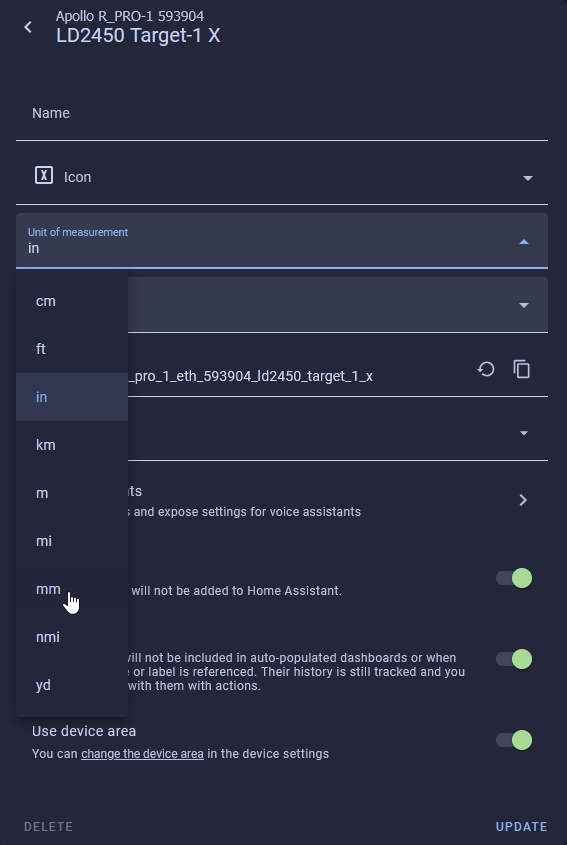 Apollo R_PRO-1 593904
LD2450 Target-1 X
Name
Icon
Unit of measurement
in
cm
ft
in
km
m
mi
mm
nmi
yd
_pro_1_eth_593904_ld2450_target_1_x
and expose settings for voice assistants
will not be added to Home Assistant.
will not be included in auto-populated dashboards or when
or label is referenced. Their history is still tracked and you
with them with actions.
Use device area
You can change the device area in the device settings
DELETE
UPDATE